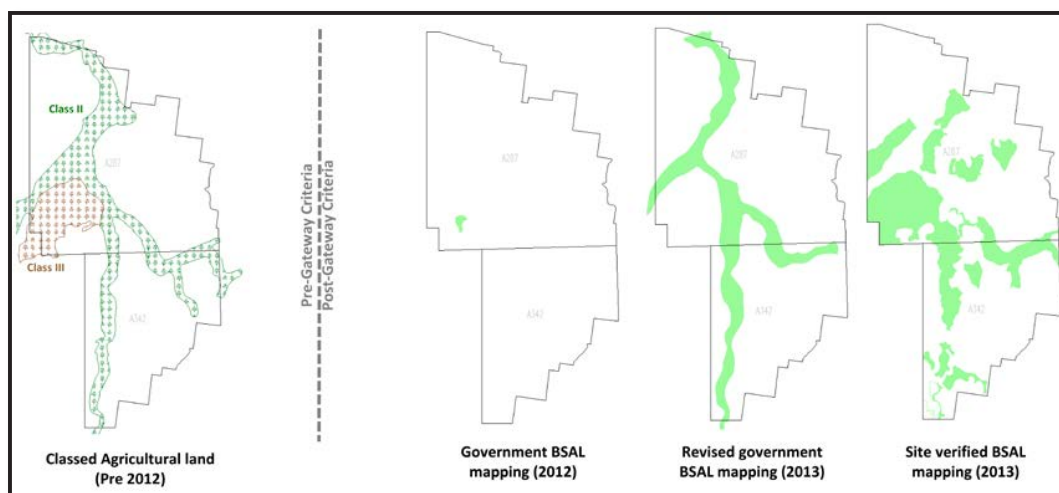 Class II
A287
Class III
A342
Classed Agricultural land
(Pre 2012)
Pre-Gateway Criteria
Post-Gateway Criteria
A287
A342
Government BSAL
mapping (2012)
A287
A342
Revised government
BSAL mapping (2013)
A287
A342
Site verified BSAL
mapping (2013)